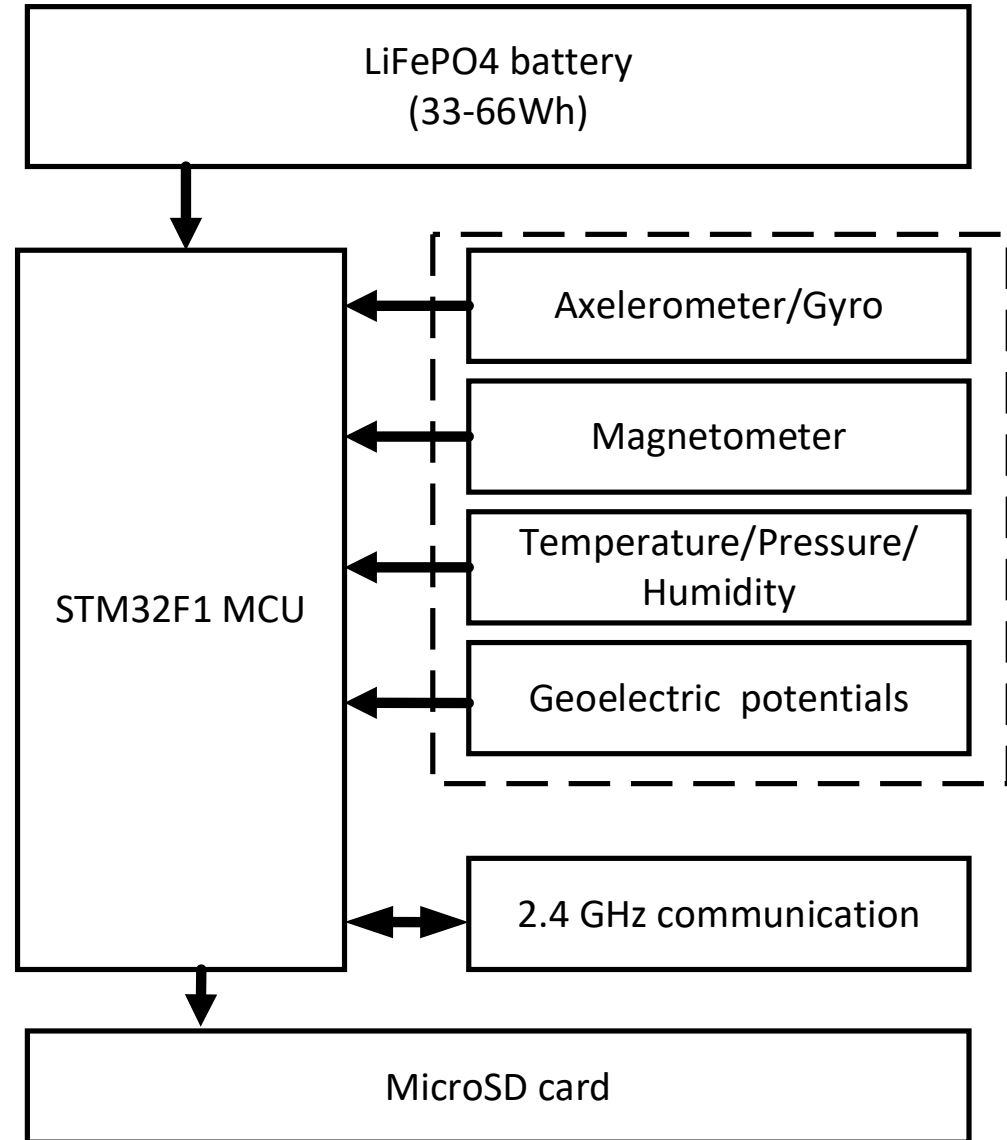 LiFePO4 battery
(33-66Wh)
Axelerometer/Gyro
Magnetometer
Temperature/Pressure/
Humidity
STM32F1 MCU
Geoelectric potentials
2.4 GHz communication
MicroSD card